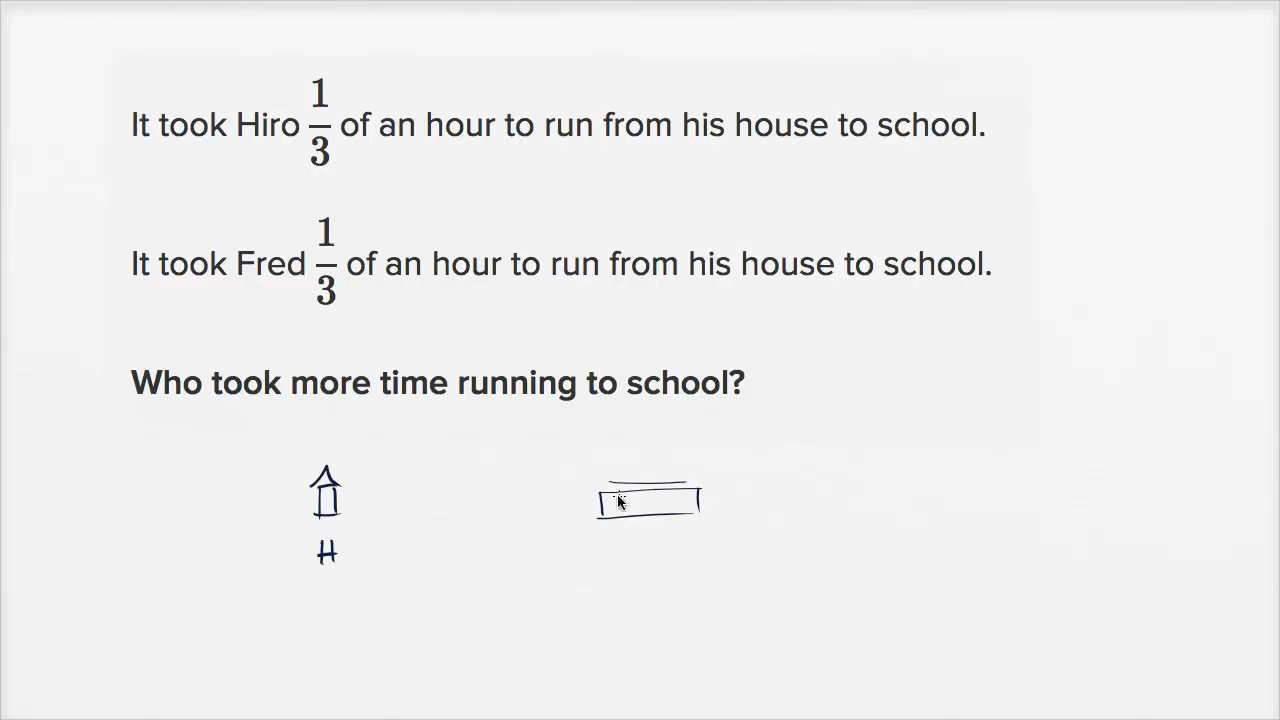 It took Hiro 1/3 of an hour to run from his house to school.
It took Fred 1/3 of an hour to run from his house to school.
Who took more time running to school?
H